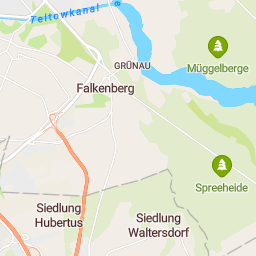 Teltowkanal
GRÜNAU
Müggelberge
Falkenberg
Spreeheide
Siedlung
Hubertus
Siedlung
Waltersdorf